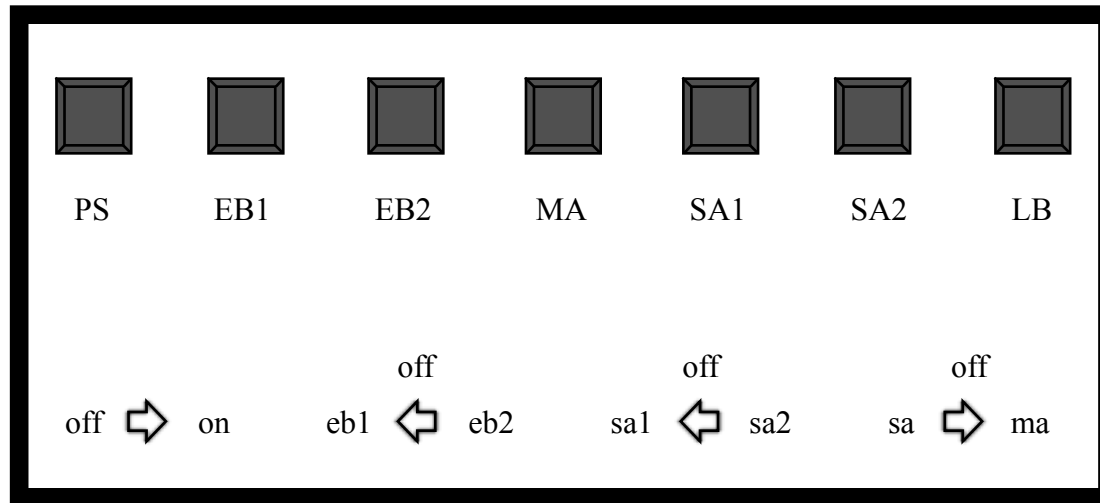 PS EB1 EB2 MA SA1 SA2 LB
off off off
off on eb1 eb2 sa1 sa2 sa ma